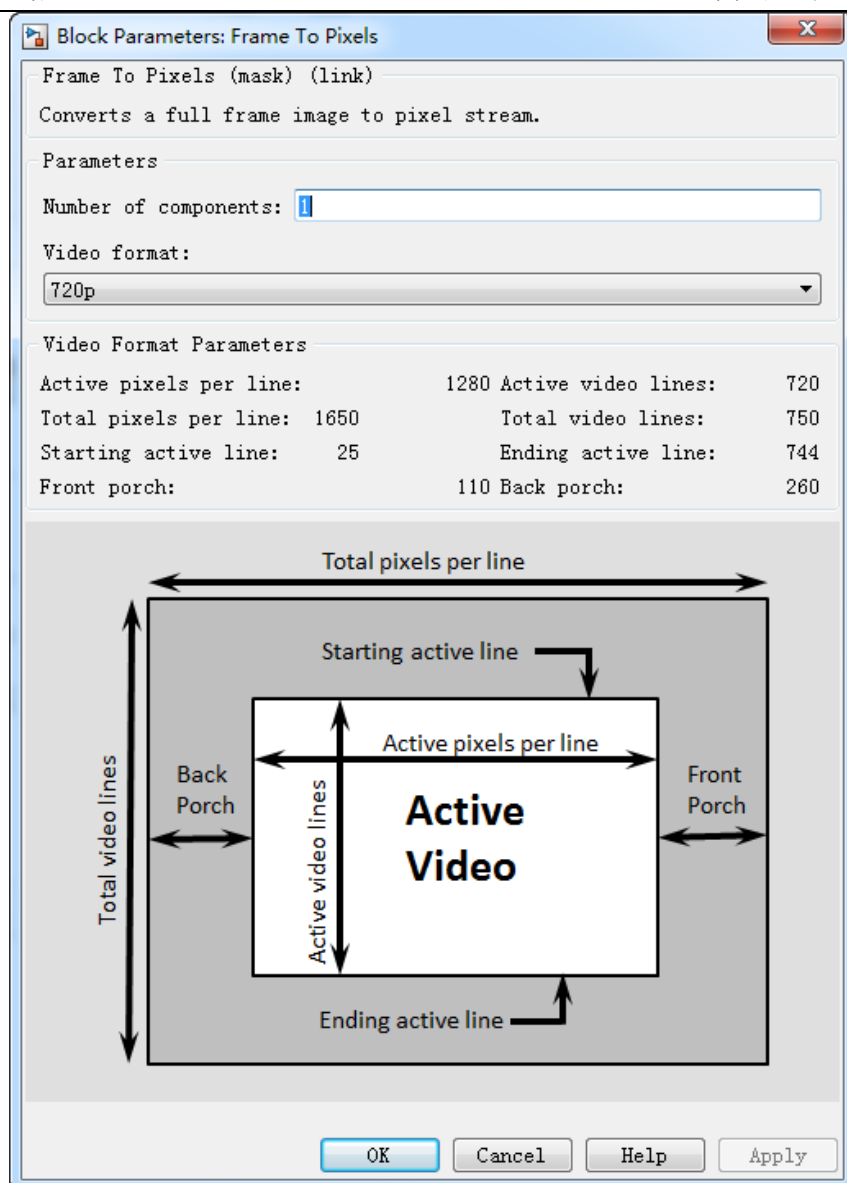 Block Parameters: Frame To Pixels
Frame To Pixels (mask) (link)
Converts a full frame image to pixel stream.
Parameters
Number of components: 1
Video format:
720p
Video Format Parameters
Active pixels per line: 1280 Active video lines: 720
Total pixels per line: 1650 Total video lines: 750
Starting active line: 25 Ending active line: 744
Front porch: 110 Back porch: 260
Total pixels per line
Starting active line
Active pixels per line
Back
Porch
Front
Porch
Total video lines
Active video lines
Active
Video
Ending active line
OK Cancel Help Apply